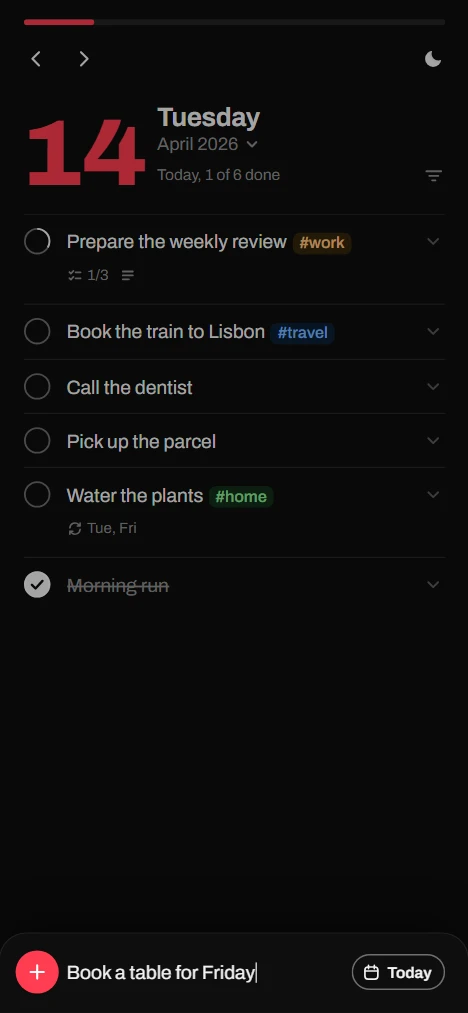 14
Tuesday
April 2026
Today, 1 of 6 done
Prepare the weekly review #work
1/3
Book the train to Lisbon #travel
Call the dentist
Pick up the parcel
Water the plants #home
Tue, Fri
Morning run
Book a table for Friday
Today